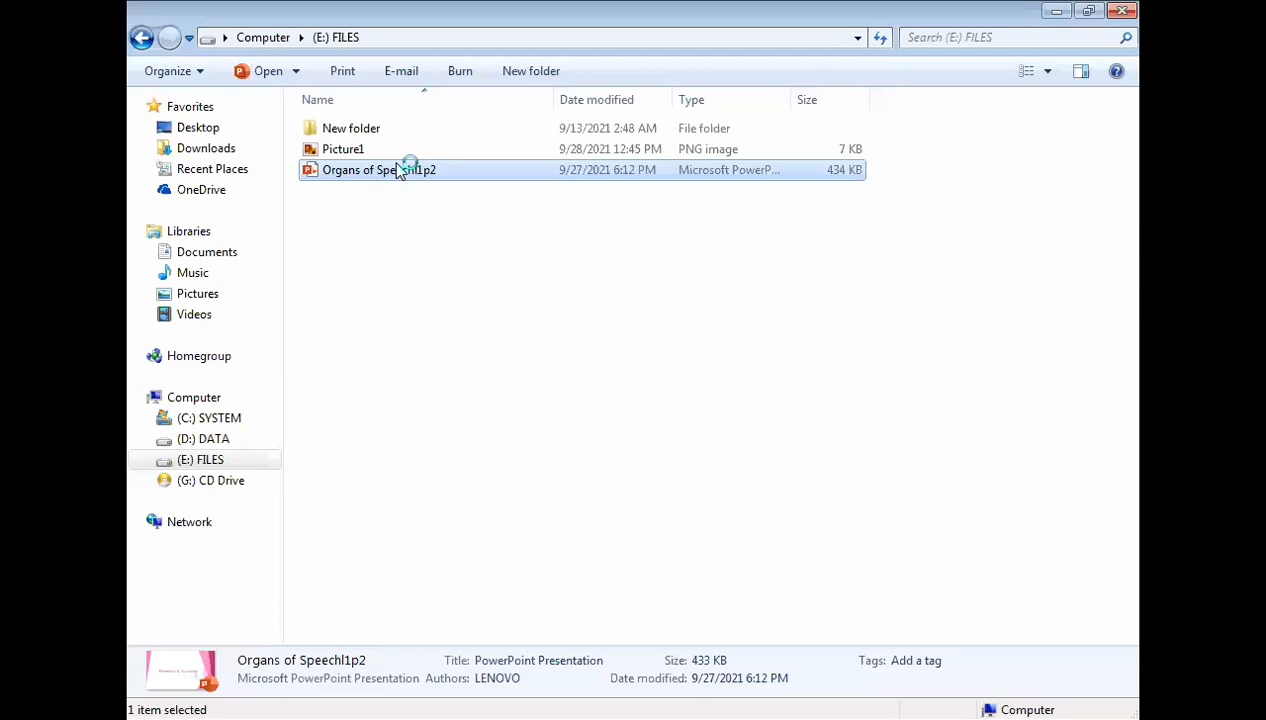 Computer (E:) FILES Search (E:) FILES
Organize Open Print E-mail Burn New folder
Name Date modified Type Size
Favorites
Desktop
Downloads
Recent Places
OneDrive
Libraries
Documents
Music
Pictures
Videos
Homegroup
Computer
(C:) SYSTEM
(D:) DATA
(E:) FILES
(G:) CD Drive
Network
New folder 9/13/2021 2:48 AM File folder
Picture1 9/28/2021 12:45 PM PNG image 7 KB
Organs of Speechl1p2 9/27/2021 6:12 PM Microsoft PowerP... 434 KB
Organs of Speechl1p2 Title: PowerPoint Presentation Size: 433 KB Tags: Add a tag
Microsoft PowerPoint Presentation Authors: LENOVO Date modified: 9/27/2021 6:12 PM
1 item selected Computer